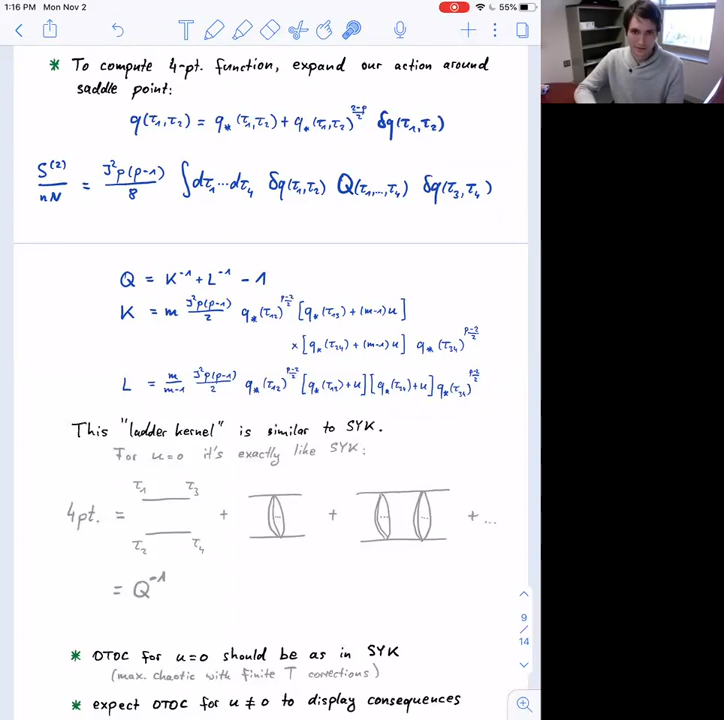 1:16 PM Mon Nov 2
55%
* To compute 4-pt. function, expand our action around
saddle point:
q(τ₁,τ₂) = q*(τ₁,τ₂) + q*(τ₁,τ₂)^{(2-p)/2} δq(τ₁,τ₂)
S⁽²⁾/nN = J²p(p-1)/8 ∫dτ₁…dτ₄ δq(τ₁,τ₂) Q(τ₁,…,τ₄) δq(τ₃,τ₄)
Q = K⁻¹ + L⁻¹ - 1
K = m J²p(p-1)/2 q*(τ₁₂)^{(p-2)/2} [q*(τ₁₃) + (m-1)u]
× [q*(τ₂₄) + (m-1)u] q*(τ₃₄)^{(p-2)/2}
L = m/(m-1) J²p(p-1)/2 q*(τ₁₂)^{(p-2)/2} [q*(τ₁₃) + u] [q*(τ₂₄) + u] q*(τ₃₄)^{(p-2)/2}
This "ladder kernel" is similar to SYK.
For u=0 it's exactly like SYK:
τ₁ τ₃
4pt. = + + + ...
τ₂ τ₄
= Q⁻¹
* OTOC for u=0 should be as in SYK
(max. chaotic with finite T corrections)
* expect OTOC for u ≠ 0 to display consequences
9
/
14